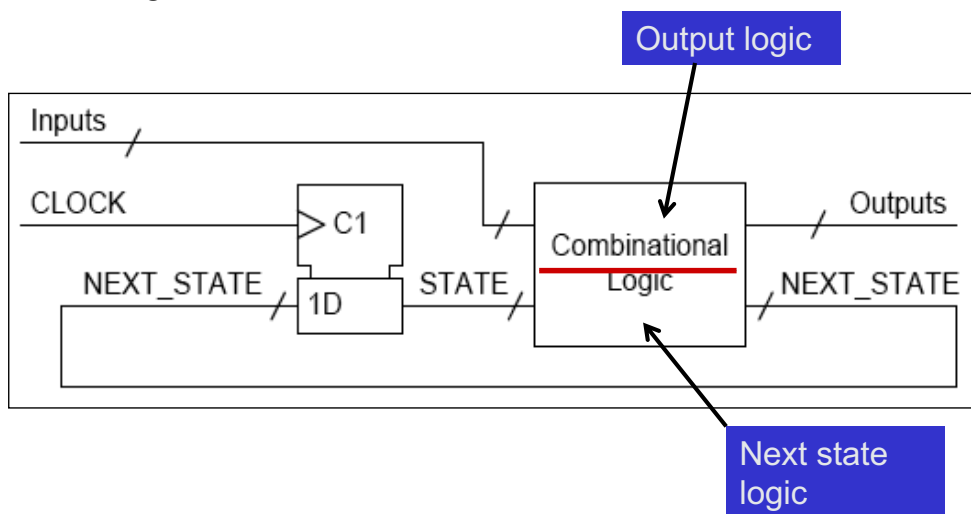 Output logic
Inputs
CLOCK
C1
Outputs
Combinational
Logic
NEXT_STATE
1D
STATE
NEXT_STATE
Next state
logic